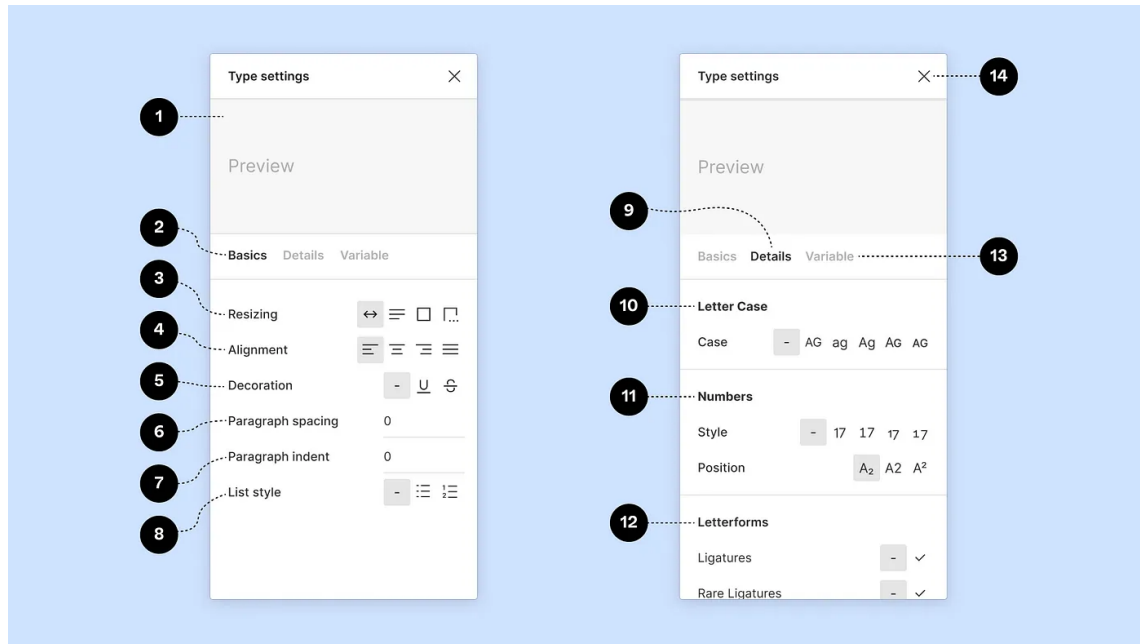 Type settings
1
Preview
2
Basics Details Variable
3
Resizing
4
Alignment
5
Decoration - U S
6
Paragraph spacing 0
7
Paragraph indent 0
8
List style -
Type settings
14
Preview
9
Basics Details Variable
13
10
Letter Case
Case - AG ag Ag AG AG
11
Numbers
Style - 17 17 17 17
Position A₂ A2 A²
12
Letterforms
Ligatures - ✓
Rare Ligatures - ✓